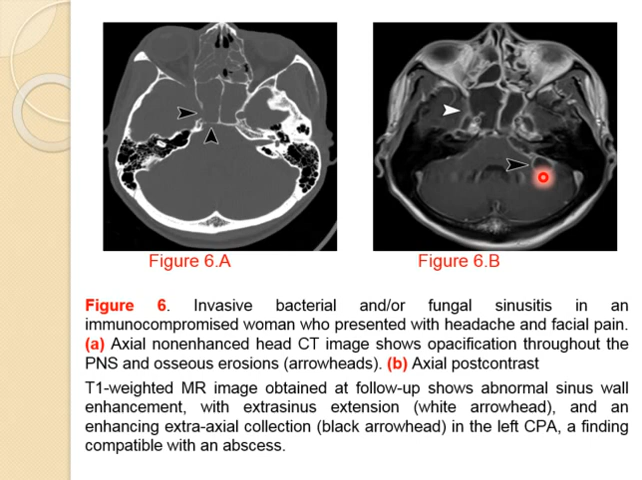 Figure 6.A
Figure 6.B
Figure 6. Invasive bacterial and/or fungal sinusitis in an
immunocompromised woman who presented with headache and facial pain.
(a) Axial nonenhanced head CT image shows opacification throughout the
PNS and osseous erosions (arrowheads). (b) Axial postcontrast
T1-weighted MR image obtained at follow-up shows abnormal sinus wall
enhancement, with extrasinus extension (white arrowhead), and an
enhancing extra-axial collection (black arrowhead) in the left CPA, a finding
compatible with an abscess.